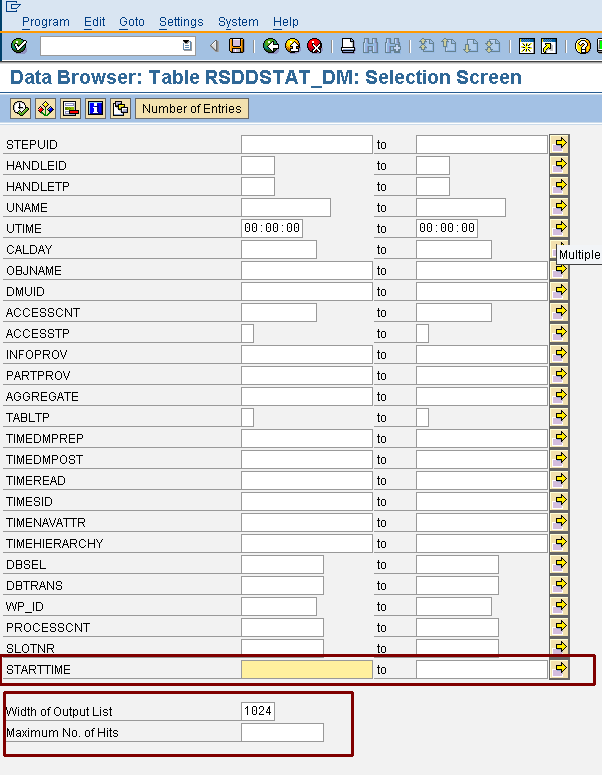 Program Edit Goto Settings System Help
Data Browser: Table RSDDSTAT_DM: Selection Screen
Number of Entries
STEPUID to
HANDLEID to
HANDLETP to
UNAME to
UTIME 00:00:00 to 00:00:00
CALDAY to
Multiple
OBJNAME to
DMUID to
ACCESSCNT to
ACCESSTP to
INFOPROV to
PARTPROV to
AGGREGATE to
TABLTP to
TIMEDMPREP to
TIMEDMPOST to
TIMEREAD to
TIMESID to
TIMENAVATTR to
TIMEHIERARCHY to
DBSEL to
DBTRANS to
WP_ID to
PROCESSCNT to
SLOTNR to
STARTTIME to
Width of Output List 1024
Maximum No. of Hits